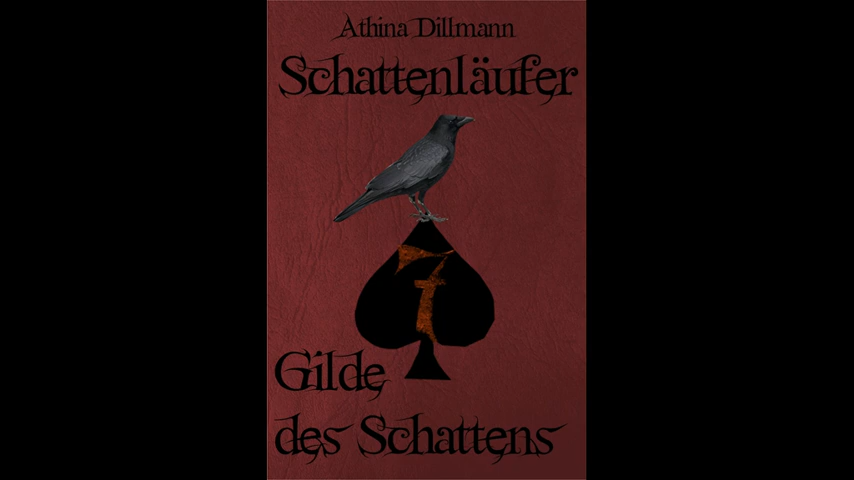 Athina Dillmann
Schattenläufer
7
Gilde
des Schattens